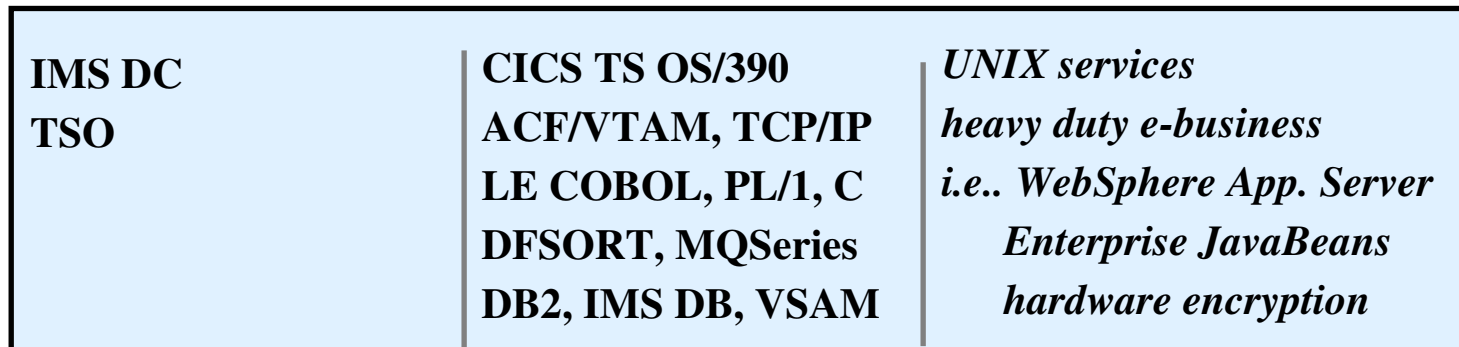 IMS DC
TSO
CICS TS OS/390
ACF/VTAM, TCP/IP
LE COBOL, PL/1, C
DFSORT, MQSeries
DB2, IMS DB, VSAM
UNIX services
heavy duty e-business
i.e.. WebSphere App. Server
Enterprise JavaBeans
hardware encryption